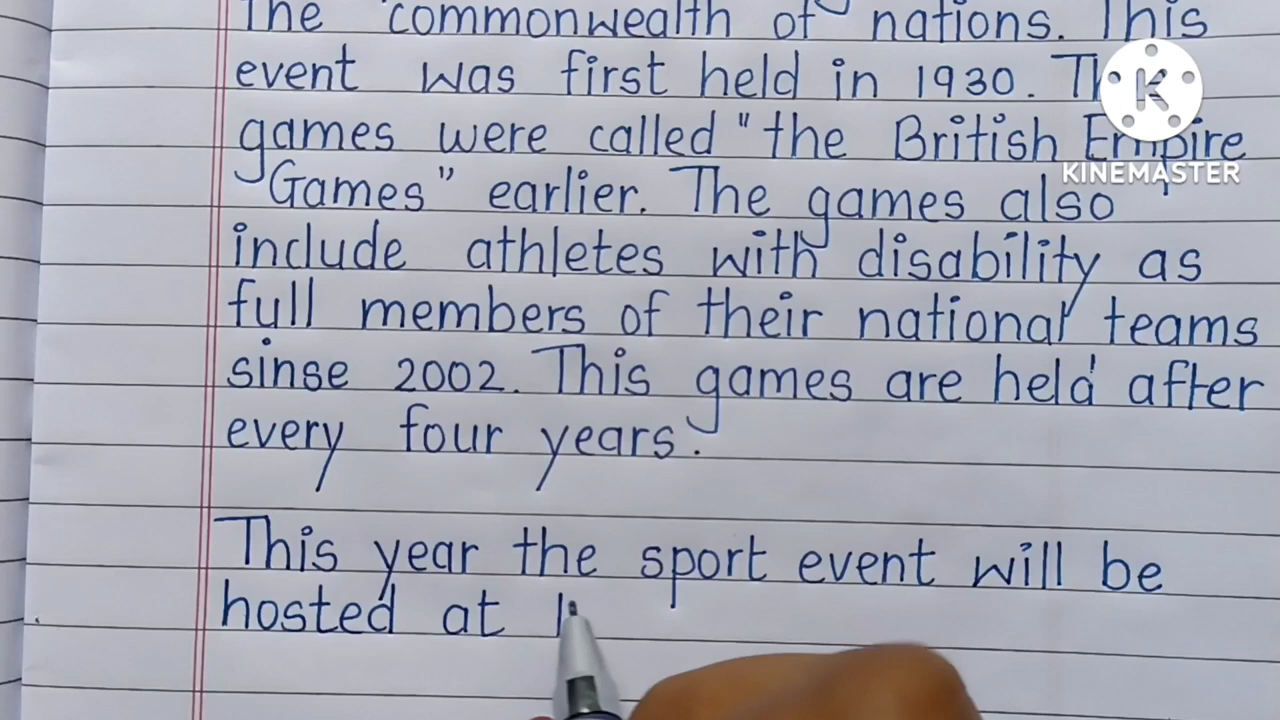 The commonwealth of nations. This
event was first held in 1930.
games were called "the British Empire
Games" earlier. The games also
include athletes with disability as
full members of their national teams
sinse 2002. This games are held after
every four years.
This year the sport event will be
hosted at
K
KINEMASTER